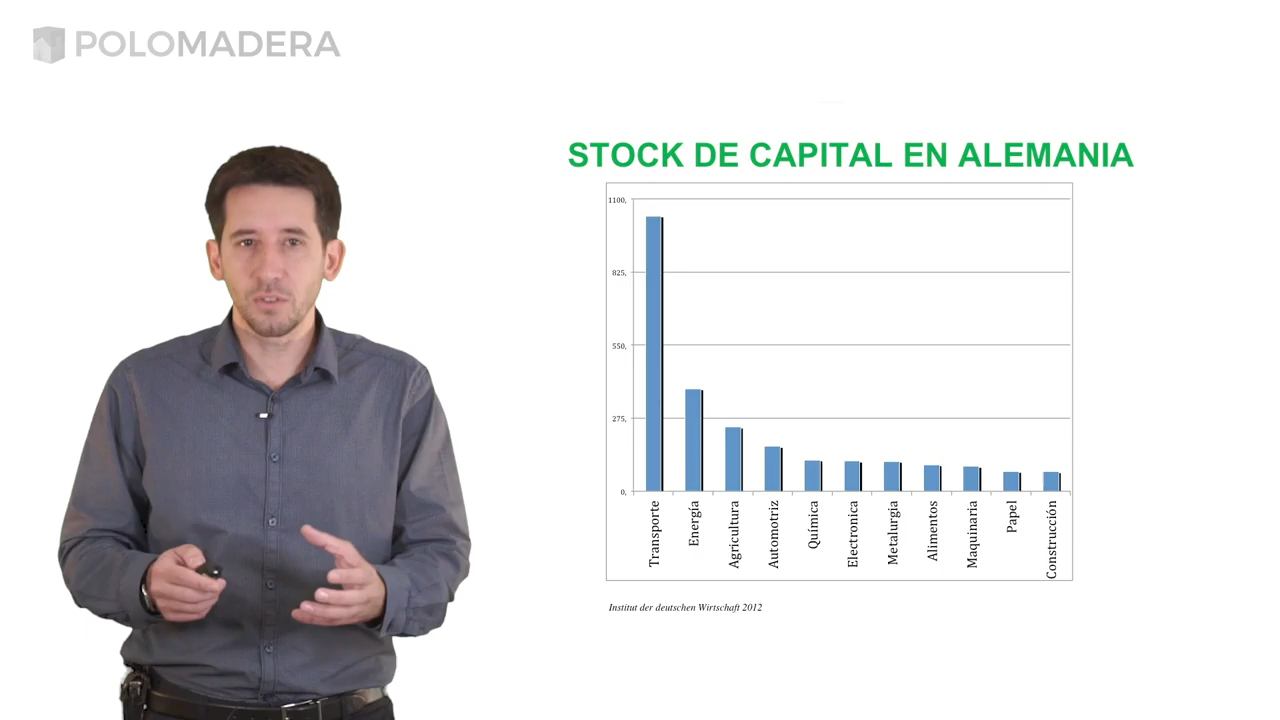 POLOMADERA
STOCK DE CAPITAL EN ALEMANIA
1100,
825,
550,
275,
0,
Transporte
Energía
Agricultura
Automotriz
Química
Electronica
Metalurgia
Alimentos
Maquinaria
Papel
Construcción
Institut der deutschen Wirtschaft 2012